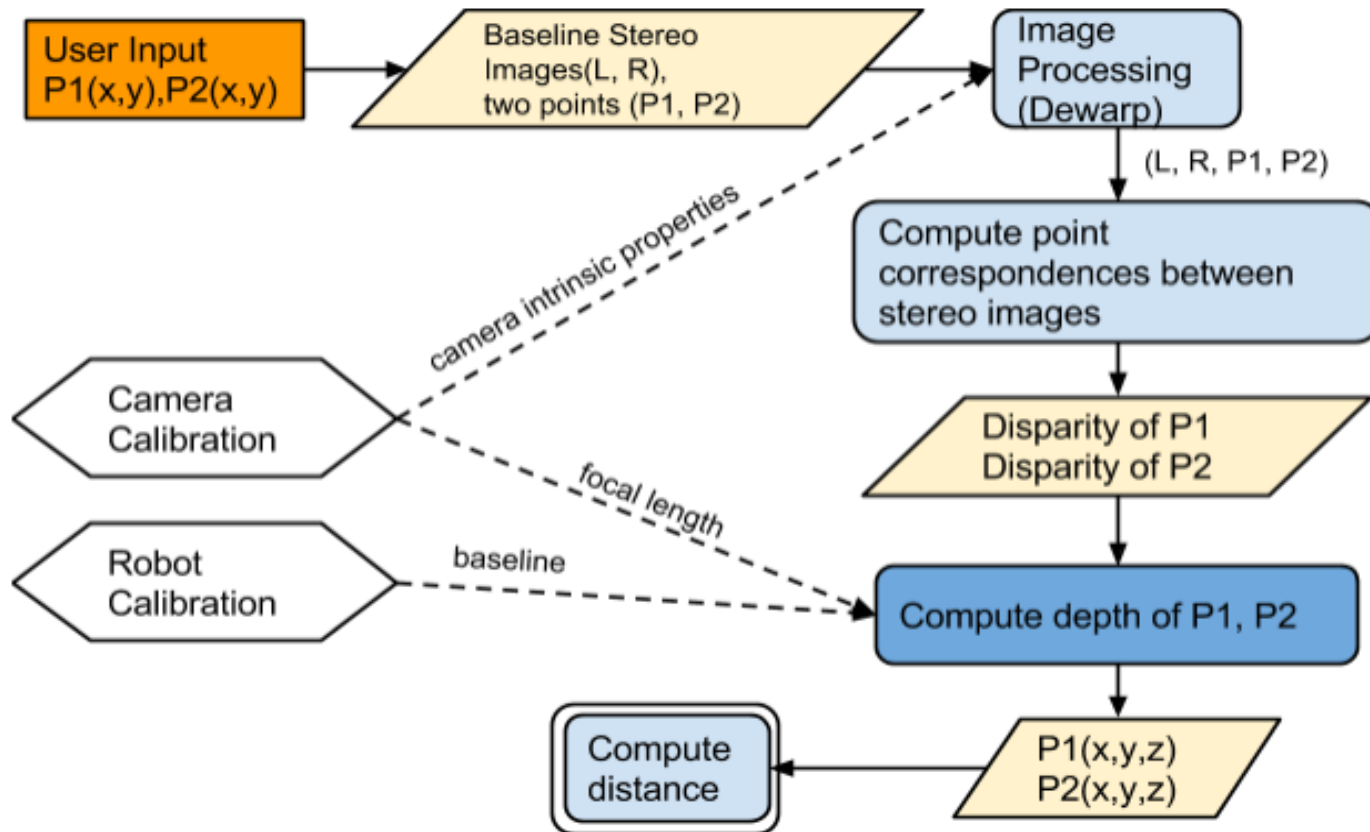 User Input
P1(x,y),P2(x,y)
Baseline Stereo
Images(L, R),
two points (P1, P2)
Image
Processing
(Dewarp)
(L, R, P1, P2)
camera intrinsic properties
Compute point
correspondences between
stereo images
Camera
Calibration
Disparity of P1
Disparity of P2
focal length
Robot
Calibration
baseline
Compute depth of P1, P2
P1(x,y,z)
P2(x,y,z)
Compute
distance